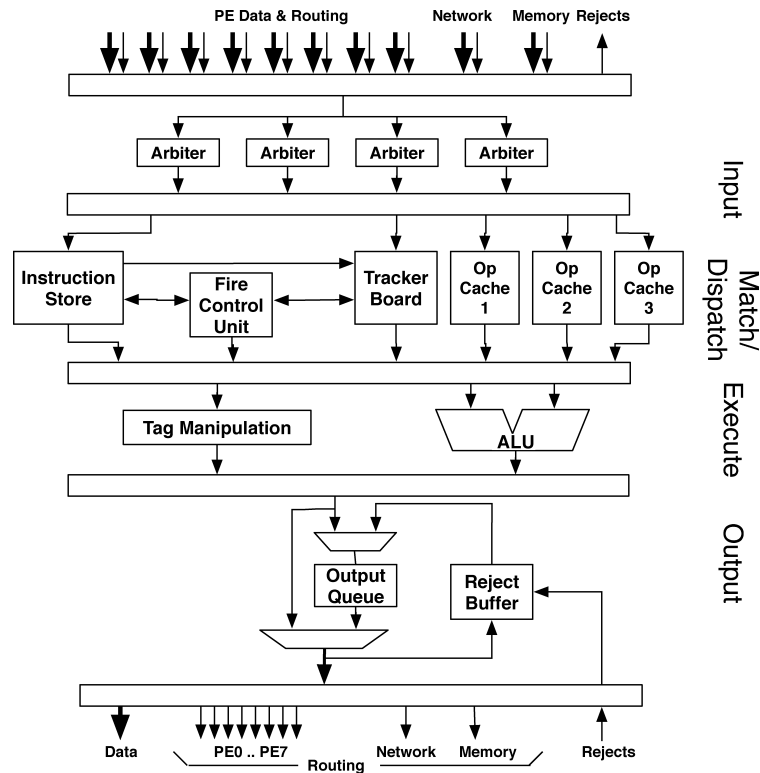 PE Data & Routing
Network
Memory
Rejects
Arbiter
Arbiter
Arbiter
Arbiter
Input
Instruction
Store
Fire
Control
Unit
Tracker
Board
Op
Cache
1
Op
Cache
2
Op
Cache
3
Match/
Dispatch
Tag Manipulation
ALU
Execute
Output
Queue
Reject
Buffer
Output
Data
PE0 .. PE7
Network
Memory
Rejects
Routing